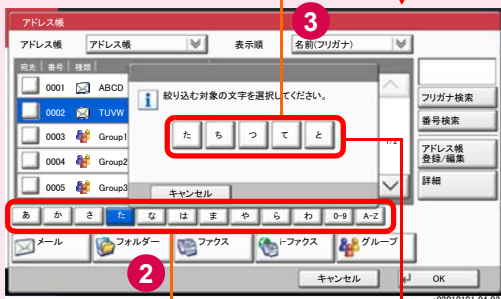 3
アドレス帳
アドレス帳 アドレス帳 表示順 名前(フリガナ)
宛先 番号 種類
0001 ABCD
0002 TUVW
0003 Group1
0004 Group2
0005 Group3
絞り込む対象の文字を選択してください。
た ち つ て と
キャンセル
1/2
フリガナ検索
番号検索
アドレス帳
登録/編集
詳細
あ か さ た な は ま や ら わ 0-9 A-Z
メール フォルダー ファクス i-ファクス グループ
2
キャンセル OK